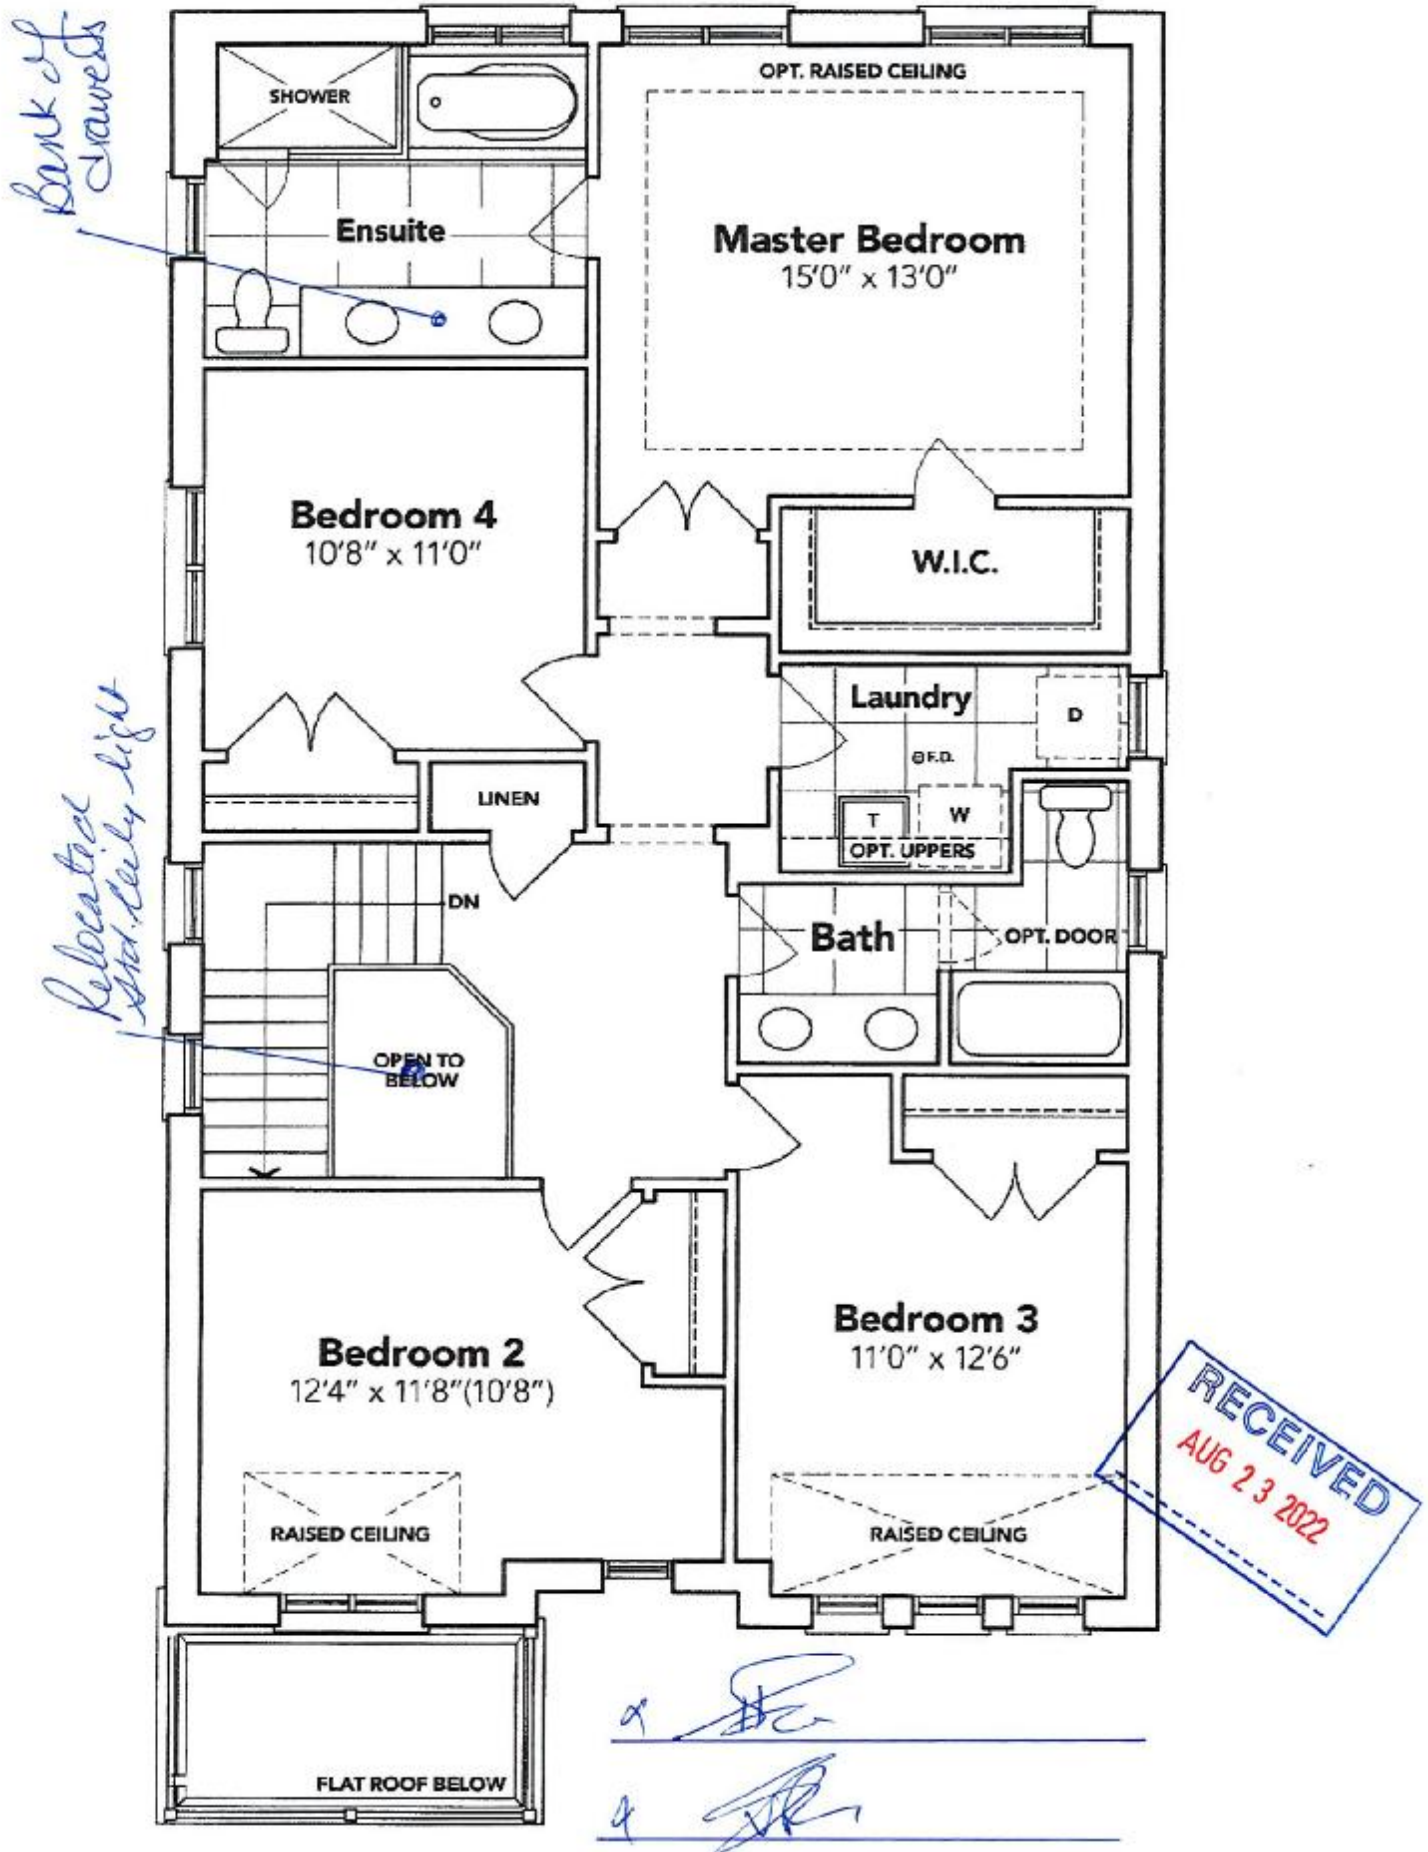 Bank of
drawers
SHOWER
OPT. RAISED CEILING
Ensuite
Master Bedroom
15'0" x 13'0"
Bedroom 4
10'8" x 11'0"
W.I.C.
Laundry
D
F.D.
LINEN
T
W
OPT. UPPERS
Relocated
std. light
DN
Bath
OPT. DOOR
OPEN TO
BELOW
Bedroom 2
12'4" x 11'8"(10'8")
Bedroom 3
11'0" x 12'6"
RAISED CEILING
RAISED CEILING
RECEIVED
AUG 23 2022
FLAT ROOF BELOW